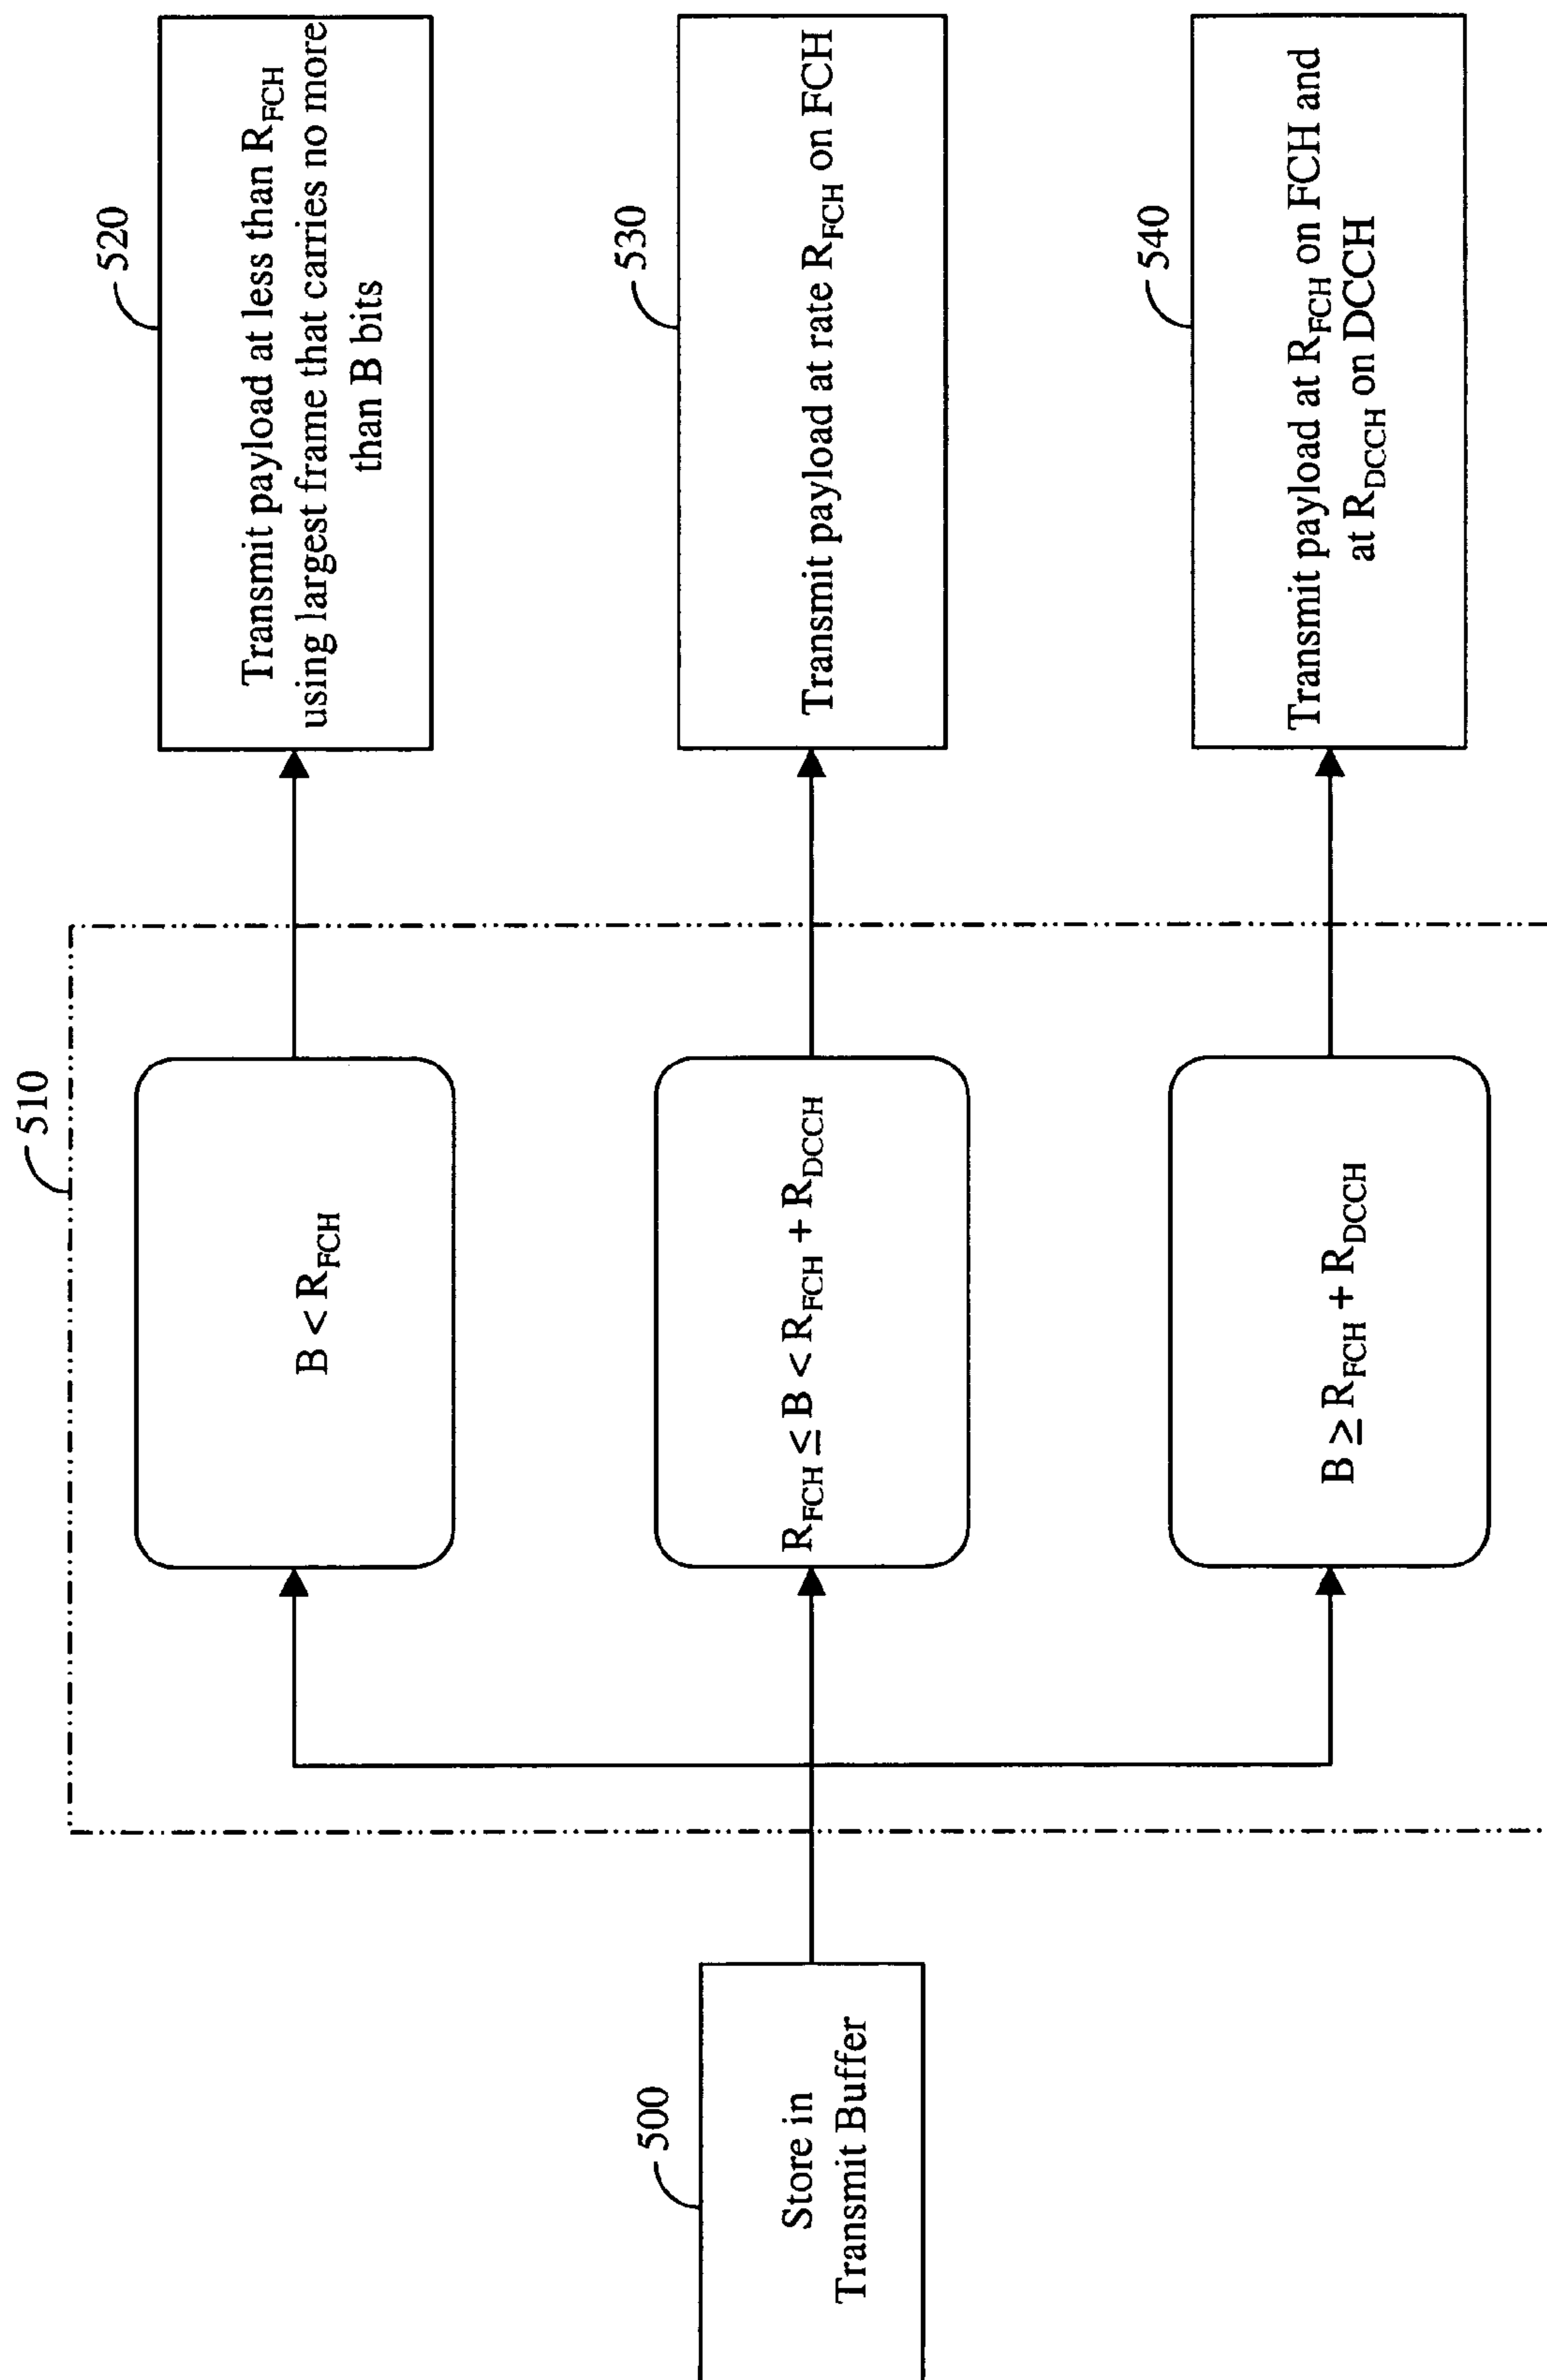 500
Store in
Transmit Buffer
510
B < R_FCH
R_FCH ≤ B < R_FCH + R_DCCH
B ≥ R_FCH + R_DCCH
520
Transmit payload at less than R_FCH
using largest frame that carries no more
than B bits
530
Transmit payload at rate R_FCH on FCH
540
Transmit payload at R_FCH on FCH and
at R_DCCH on DCCH